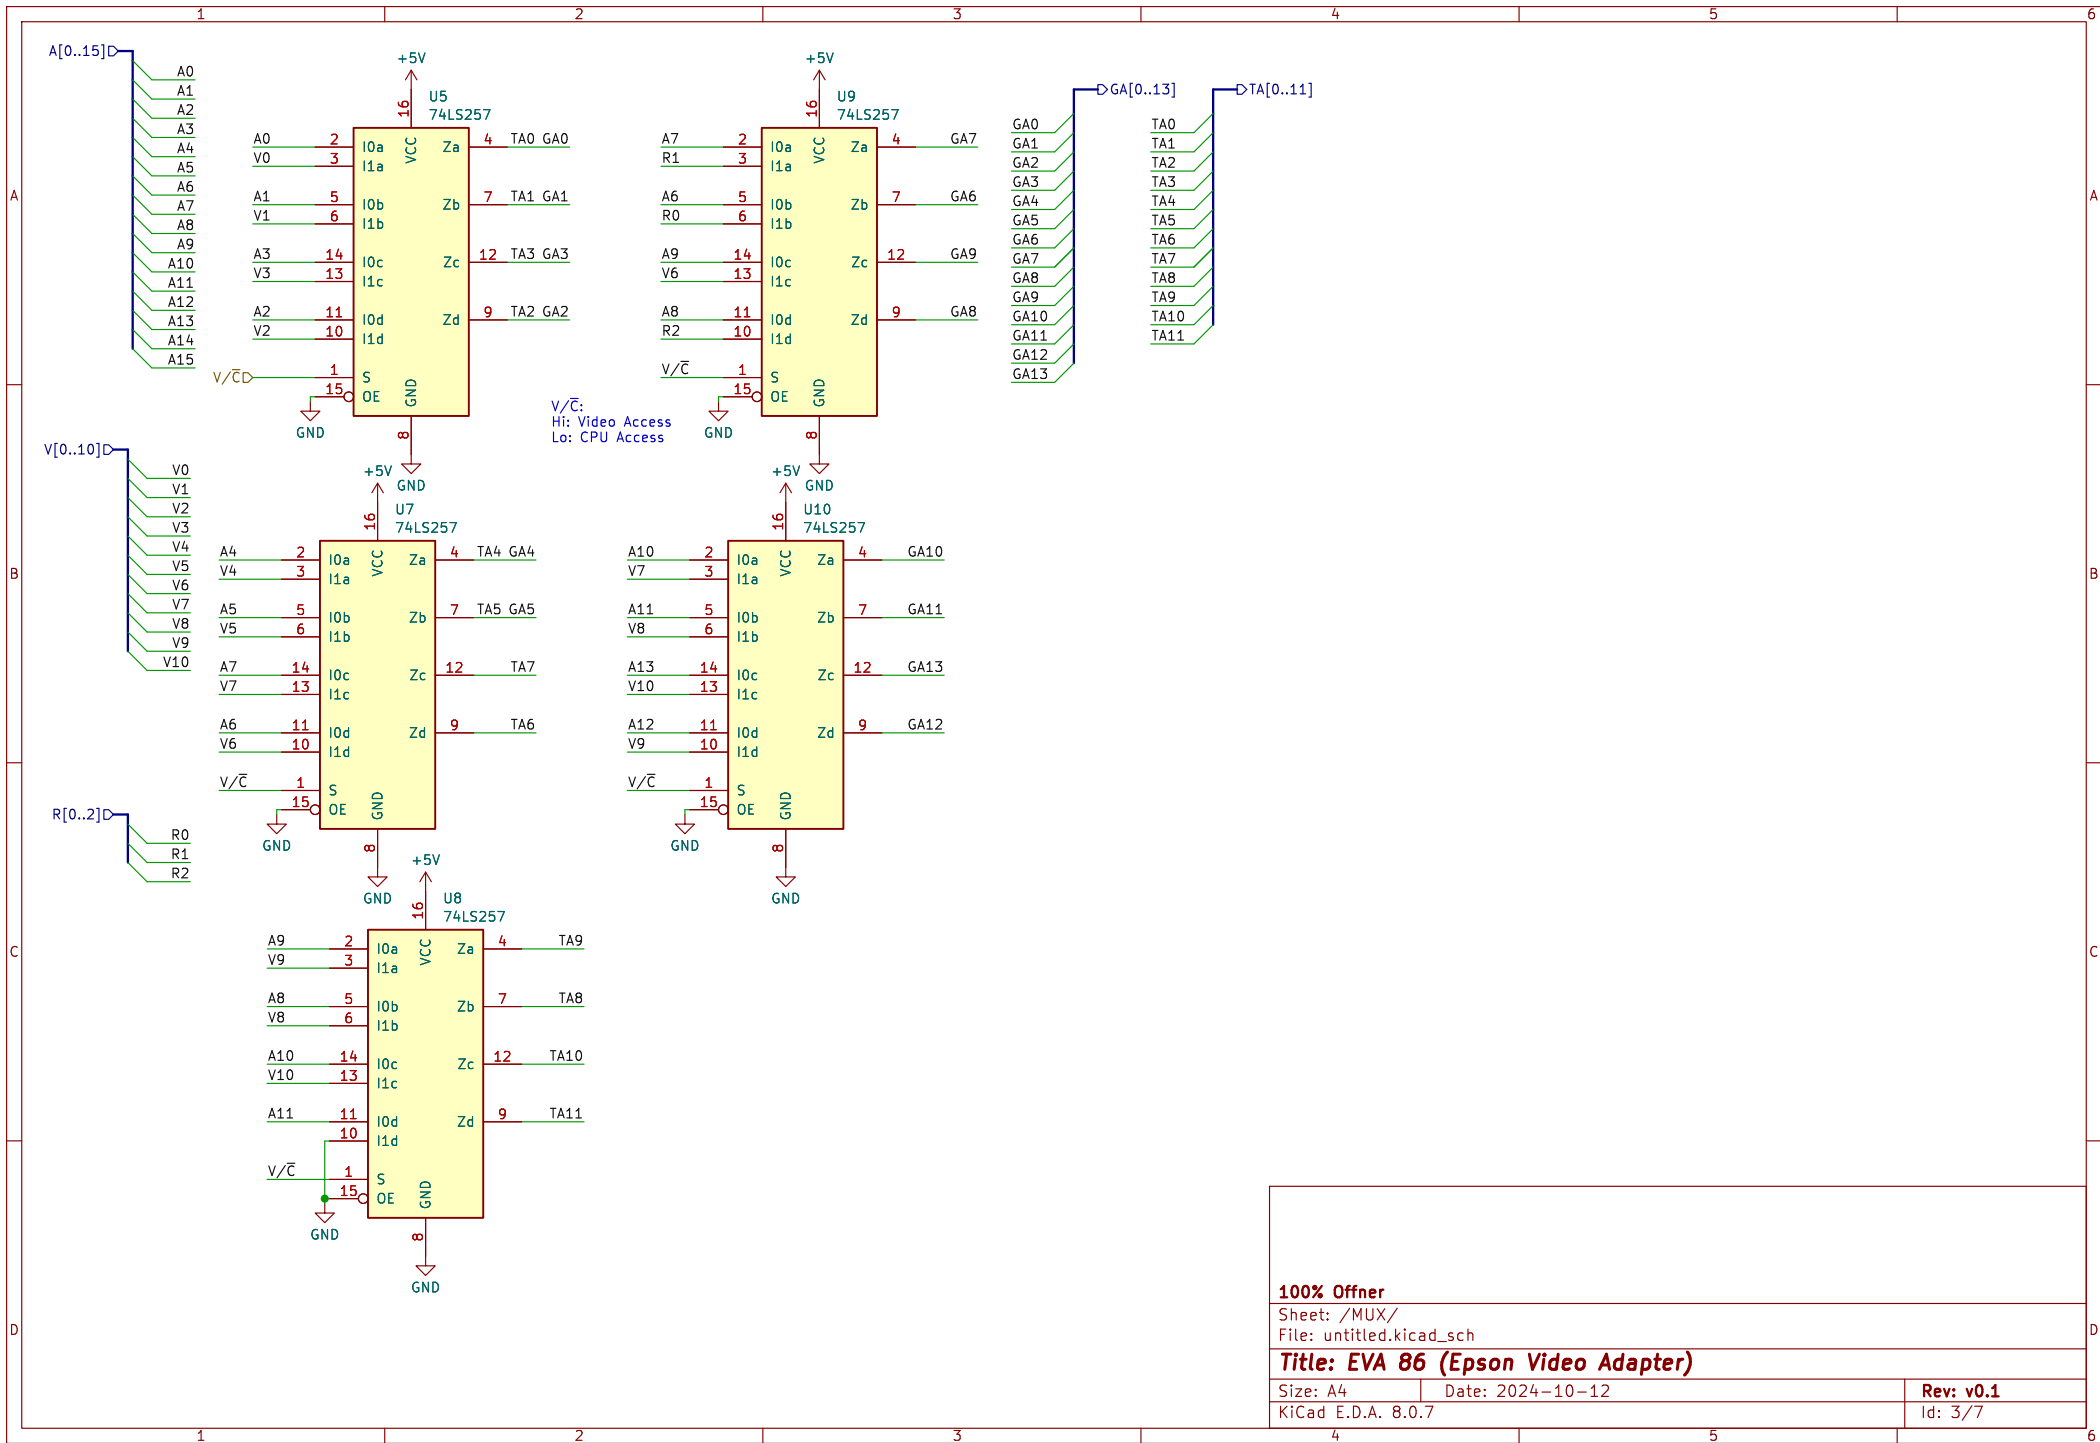 1 2 3 4 5 6
A[0..15]
A0
A1
A2
A3
A4
A5
A6
A7
A8
A9
A10
A11
A12
A13
A14
A15
V/C̅
V[0..10]
V0
V1
V2
V3
V4
V5
V6
V7
V8
V9
V10
R[0..2]
R0
R1
R2
+5V
U5
74LS257
16
VCC
A0 2 I0a Za 4 TA0 GA0
V0 3 I1a
A1 5 I0b Zb 7 TA1 GA1
V1 6 I1b
A3 14 I0c Zc 12 TA3 GA3
V3 13 I1c
A2 11 I0d Zd 9 TA2 GA2
V2 10 I1d
1 S
15 OE
GND
GND
8
GND
V/C̅:
Hi: Video Access
Lo: CPU Access
+5V
U9
74LS257
16
VCC
A7 2 I0a Za 4 GA7
R1 3 I1a
A6 5 I0b Zb 7 GA6
R0 6 I1b
A9 14 I0c Zc 12 GA9
V6 13 I1c
A8 11 I0d Zd 9 GA8
R2 10 I1d
V/C̅ 1 S
15 OE
GND
GND
8
GND
GA[0..13]
GA0
GA1
GA2
GA3
GA4
GA5
GA6
GA7
GA8
GA9
GA10
GA11
GA12
GA13
TA[0..11]
TA0
TA1
TA2
TA3
TA4
TA5
TA6
TA7
TA8
TA9
TA10
TA11
+5V
U7
74LS257
16
VCC
A4 2 I0a Za 4 TA4 GA4
V4 3 I1a
A5 5 I0b Zb 7 TA5 GA5
V5 6 I1b
A7 14 I0c Zc 12 TA7
V7 13 I1c
A6 11 I0d Zd 9 TA6
V6 10 I1d
V/C̅ 1 S
15 OE
GND
GND
8
GND
+5V
U10
74LS257
16
VCC
A10 2 I0a Za 4 GA10
V7 3 I1a
A11 5 I0b Zb 7 GA11
V8 6 I1b
A13 14 I0c Zc 12 GA13
V10 13 I1c
A12 11 I0d Zd 9 GA12
V9 10 I1d
V/C̅ 1 S
15 OE
GND
GND
8
GND
+5V
U8
74LS257
16
VCC
A9 2 I0a Za 4 TA9
V9 3 I1a
A8 5 I0b Zb 7 TA8
V8 6 I1b
A10 14 I0c Zc 12 TA10
V10 13 I1c
A11 11 I0d Zd 9 TA11
10 I1d
V/C̅ 1 S
15 OE
GND
GND
8
GND
A A
B B
C C
D D
100% Offner
Sheet: /MUX/
File: untitled.kicad_sch
Title: EVA 86 (Epson Video Adapter)
Size: A4 Date: 2024-10-12 Rev: v0.1
KiCad E.D.A. 8.0.7 Id: 3/7
1 2 3 4 5 6